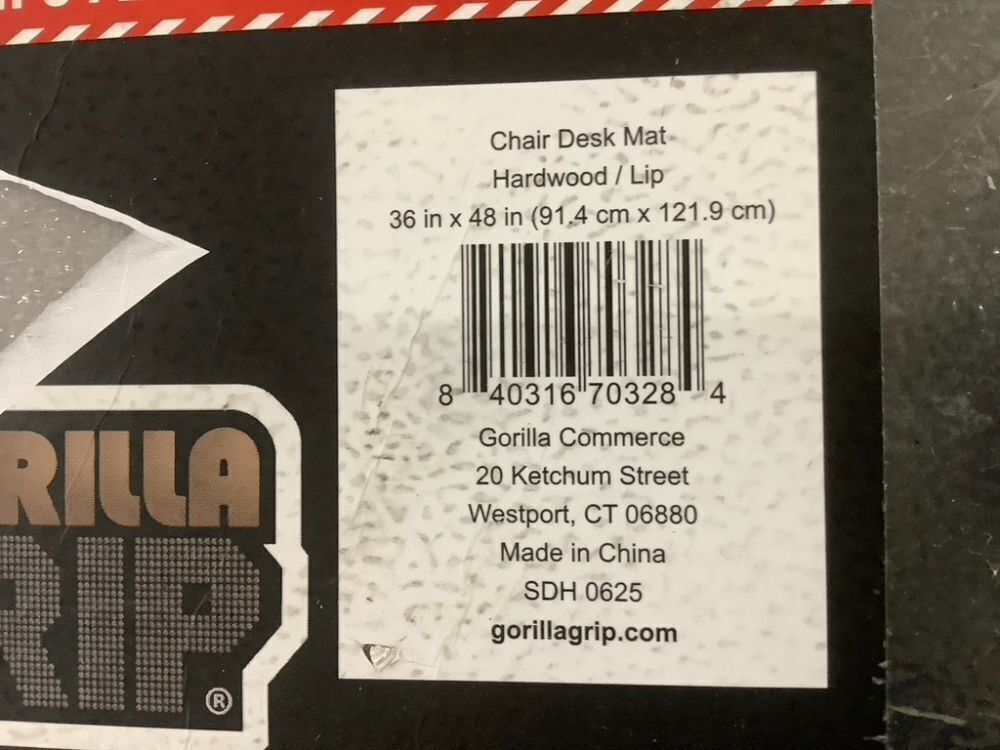 Chair Desk Mat
Hardwood / Lip
36 in x 48 in (91.4 cm x 121.9 cm)
8 40316 70328 4
Gorilla Commerce
20 Ketchum Street
Westport, CT 06880
Made in China
SDH 0625
gorillagrip.com
RILLA
RIP®